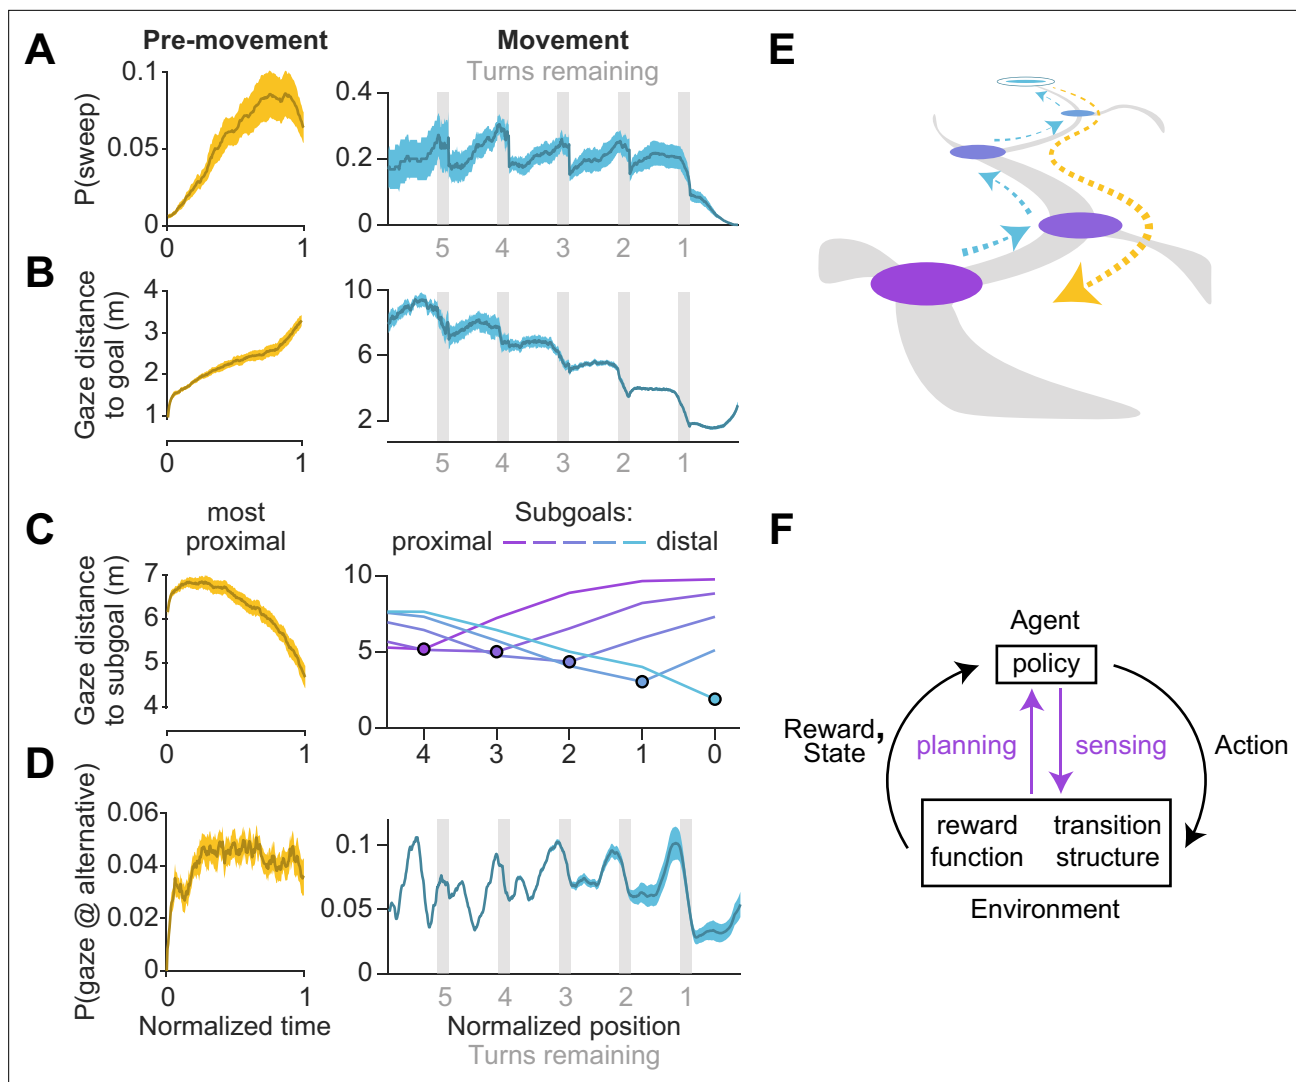 A
Pre-movement
Movement
Turns remaining
P(sweep)
0.1
0.05
0
0
1
0.4
0.2
0
5
4
3
2
1
B
Gaze distance
to goal (m)
4
3
2
1
0
1
10
6
2
5
4
3
2
1
C
most
proximal
Subgoals:
proximal
distal
Gaze distance
to subgoal (m)
7
6
5
4
10
5
0
4
3
2
1
0
D
P(gaze @ alternative)
0.06
0.04
0.02
0
0
1
Normalized time
0.1
0.05
0
5
4
3
2
1
Normalized position
Turns remaining
E
F
Agent
policy
Reward,
State
planning
sensing
Action
reward
function
transition
structure
Environment